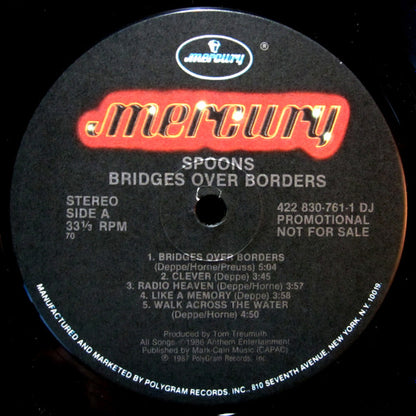 mercury ®
mercury
SPOONS
BRIDGES OVER BORDERS
STEREO
SIDE A
33⅓ RPM
70
422 830-761-1 DJ
PROMOTIONAL
NOT FOR SALE
1. BRIDGES OVER BORDERS
(Deppe/Horne/Preuss) 5:04
2. CLEVER (Deppe) 3:45
3. RADIO HEAVEN (Deppe/Horne) 3:57
4. LIKE A MEMORY (Deppe) 3:58
5. WALK ACROSS THE WATER
(Deppe/Horne) 4:50
Produced by Tom Treumuth
All Songs ℗ 1986 Anthem Entertainment
Published by Mark-Cain Music (CAPAC)
℗ 1987 PolyGram Records, Inc.
MANUFACTURED AND MARKETED BY POLYGRAM RECORDS, INC., 810 SEVENTH AVENUE, NEW YORK, N.Y. 10019.